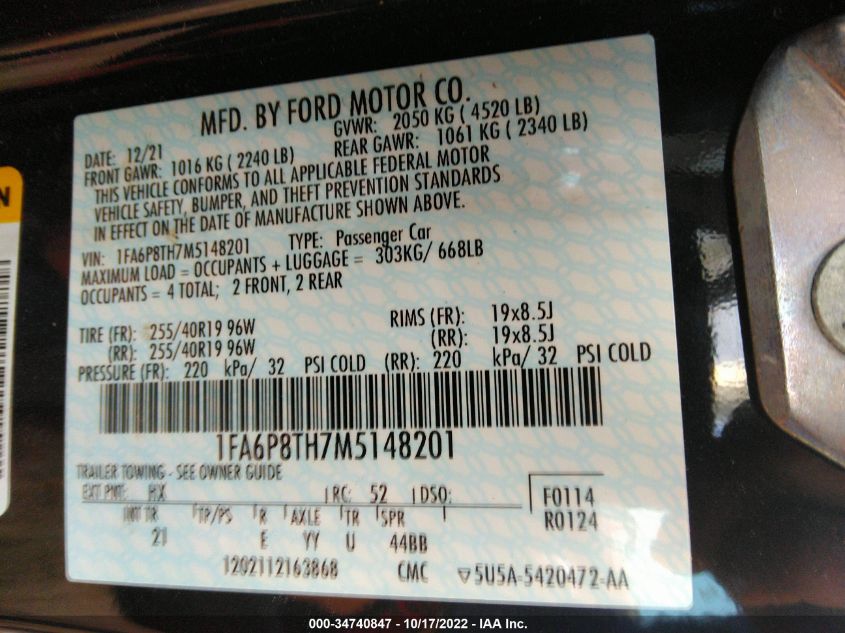 MFD. BY FORD MOTOR CO.
DATE: 12/21 GVWR: 2050 KG ( 4520 LB)
FRONT GAWR: 1016 KG ( 2240 LB) REAR GAWR: 1061 KG ( 2340 LB)
THIS VEHICLE CONFORMS TO ALL APPLICABLE FEDERAL MOTOR
VEHICLE SAFETY, BUMPER, AND THEFT PREVENTION STANDARDS
IN EFFECT ON THE DATE OF MANUFACTURE SHOWN ABOVE.
VIN: 1FA6P8TH7M5148201 TYPE: Passenger Car
MAXIMUM LOAD = OCCUPANTS + LUGGAGE = 303KG/ 668LB
OCCUPANTS = 4 TOTAL; 2 FRONT, 2 REAR
TIRE (FR): 255/40R19 96W RIMS (FR): 19x8.5J
(RR): 255/40R19 96W (RR): 19x8.5J
PRESSURE (FR): 220 kPa/ 32 PSI COLD (RR): 220 kPa/ 32 PSI COLD
1FA6P8TH7M5148201
TRAILER TOWING - SEE OWNER GUIDE
EXT PNT: HX RC: 52 DSO: F0114
INT TR TP/PS R AXLE TR SPR R0124
21 E YY U 44BB
1202112163868 CMC 5U5A-5420472-AA
N
000-34740847 - 10/17/2022 - IAA Inc.